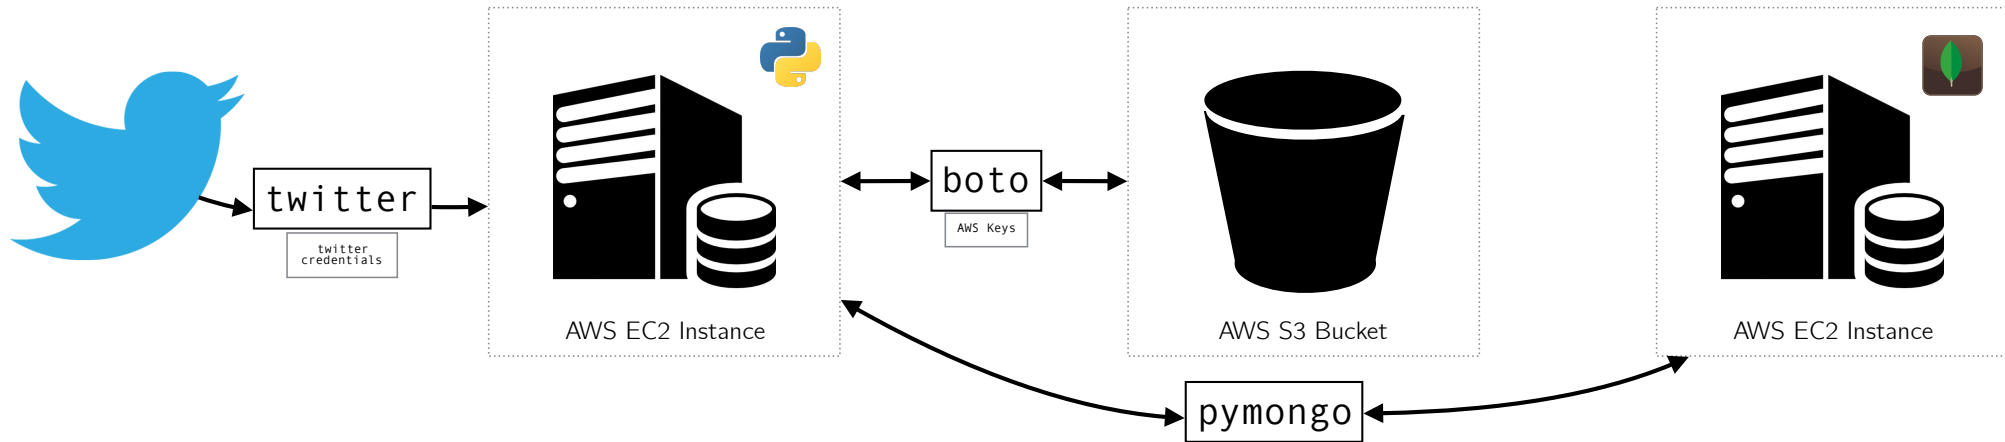 twitter
twitter
credentials
AWS EC2 Instance
boto
AWS Keys
AWS S3 Bucket
AWS EC2 Instance
pymongo